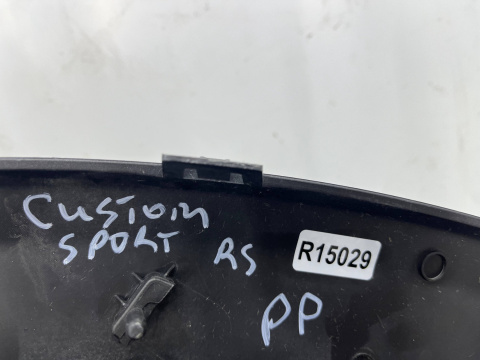 Custom
SPORT RS
R15029
PP